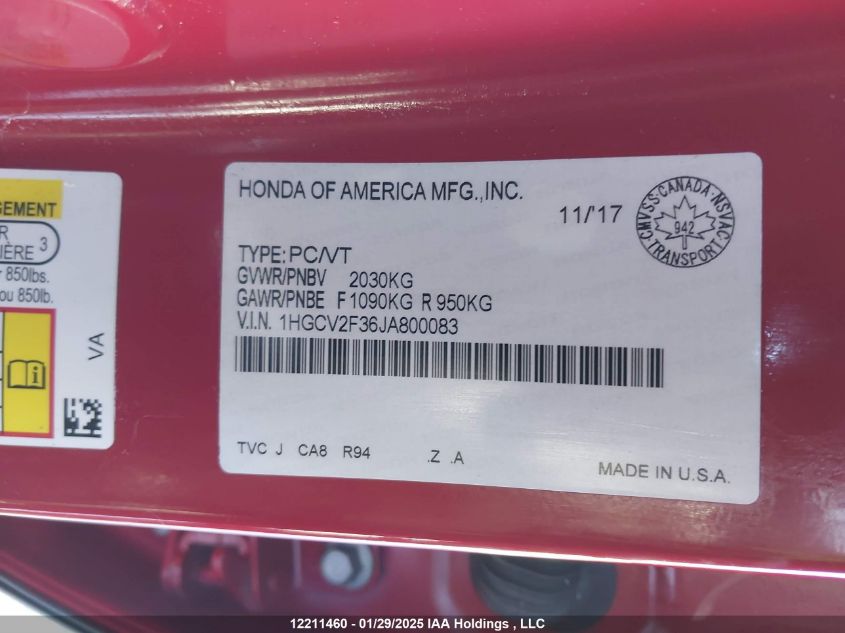 GEMENT
R
IÈRE 3
850lbs.
ou 850lb.
VA
HONDA OF AMERICA MFG.,INC.
11/'17
CMVSS·CANADA·NSVAC
942
·TRANSPORT·
TYPE: PC/VT
GVWR/PNBV 2030KG
GAWR/PNBE F 1090KG R 950KG
V.I.N. 1HGCV2F36JA800083
TVC J CA8 R94 .Z .A
MADE IN U.S.A.
12211460 - 01/29/2025 IAA Holdings , LLC